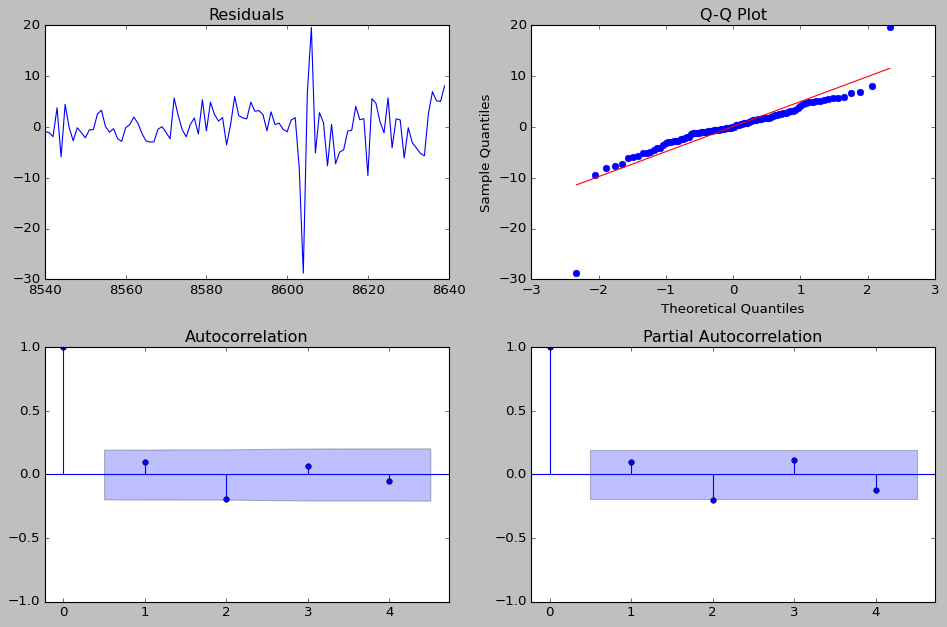 Residuals
20
10
0
−10
−20
−30
8540 8560 8580 8600 8620 8640
Q-Q Plot
Sample Quantiles
20
10
0
−10
−20
−30
−3 −2 −1 0 1 2 3
Theoretical Quantiles
Autocorrelation
1.0
0.5
0.0
−0.5
−1.0
0 1 2 3 4
Partial Autocorrelation
1.0
0.5
0.0
−0.5
−1.0
0 1 2 3 4